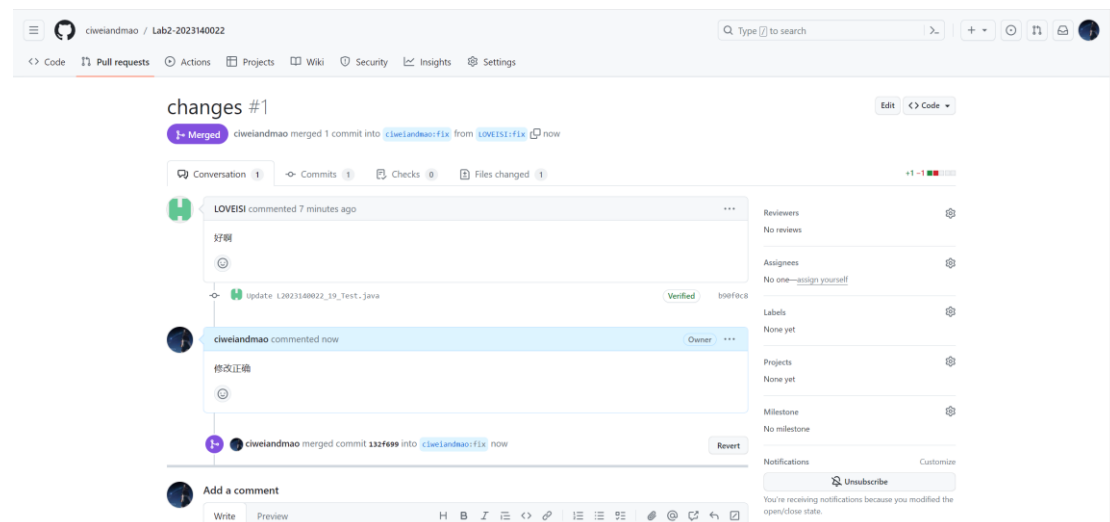 ciweiandmao / Lab2-2023140022
Type / to search
Code Pull requests Actions Projects Wiki Security Insights Settings
changes #1
Edit Code
Merged ciweiandmao merged 1 commit into ciweiandmao:fix from LOVEISI:fix now
Conversation 1 Commits 1 Checks 0 Files changed 1
+1 −1
LOVEISI commented 7 minutes ago
好啊
Update L2023140022_19_Test.java Verified b90f0c8
ciweiandmao commented now Owner
修改正确
ciweiandmao merged commit 132f699 into ciweiandmao:fix now Revert
Add a comment
Write Preview
H B I
Reviewers
No reviews
Assignees
No one—assign yourself
Labels
None yet
Projects
None yet
Milestone
No milestone
Notifications Customize
Unsubscribe
You're receiving notifications because you modified the
open/close state.